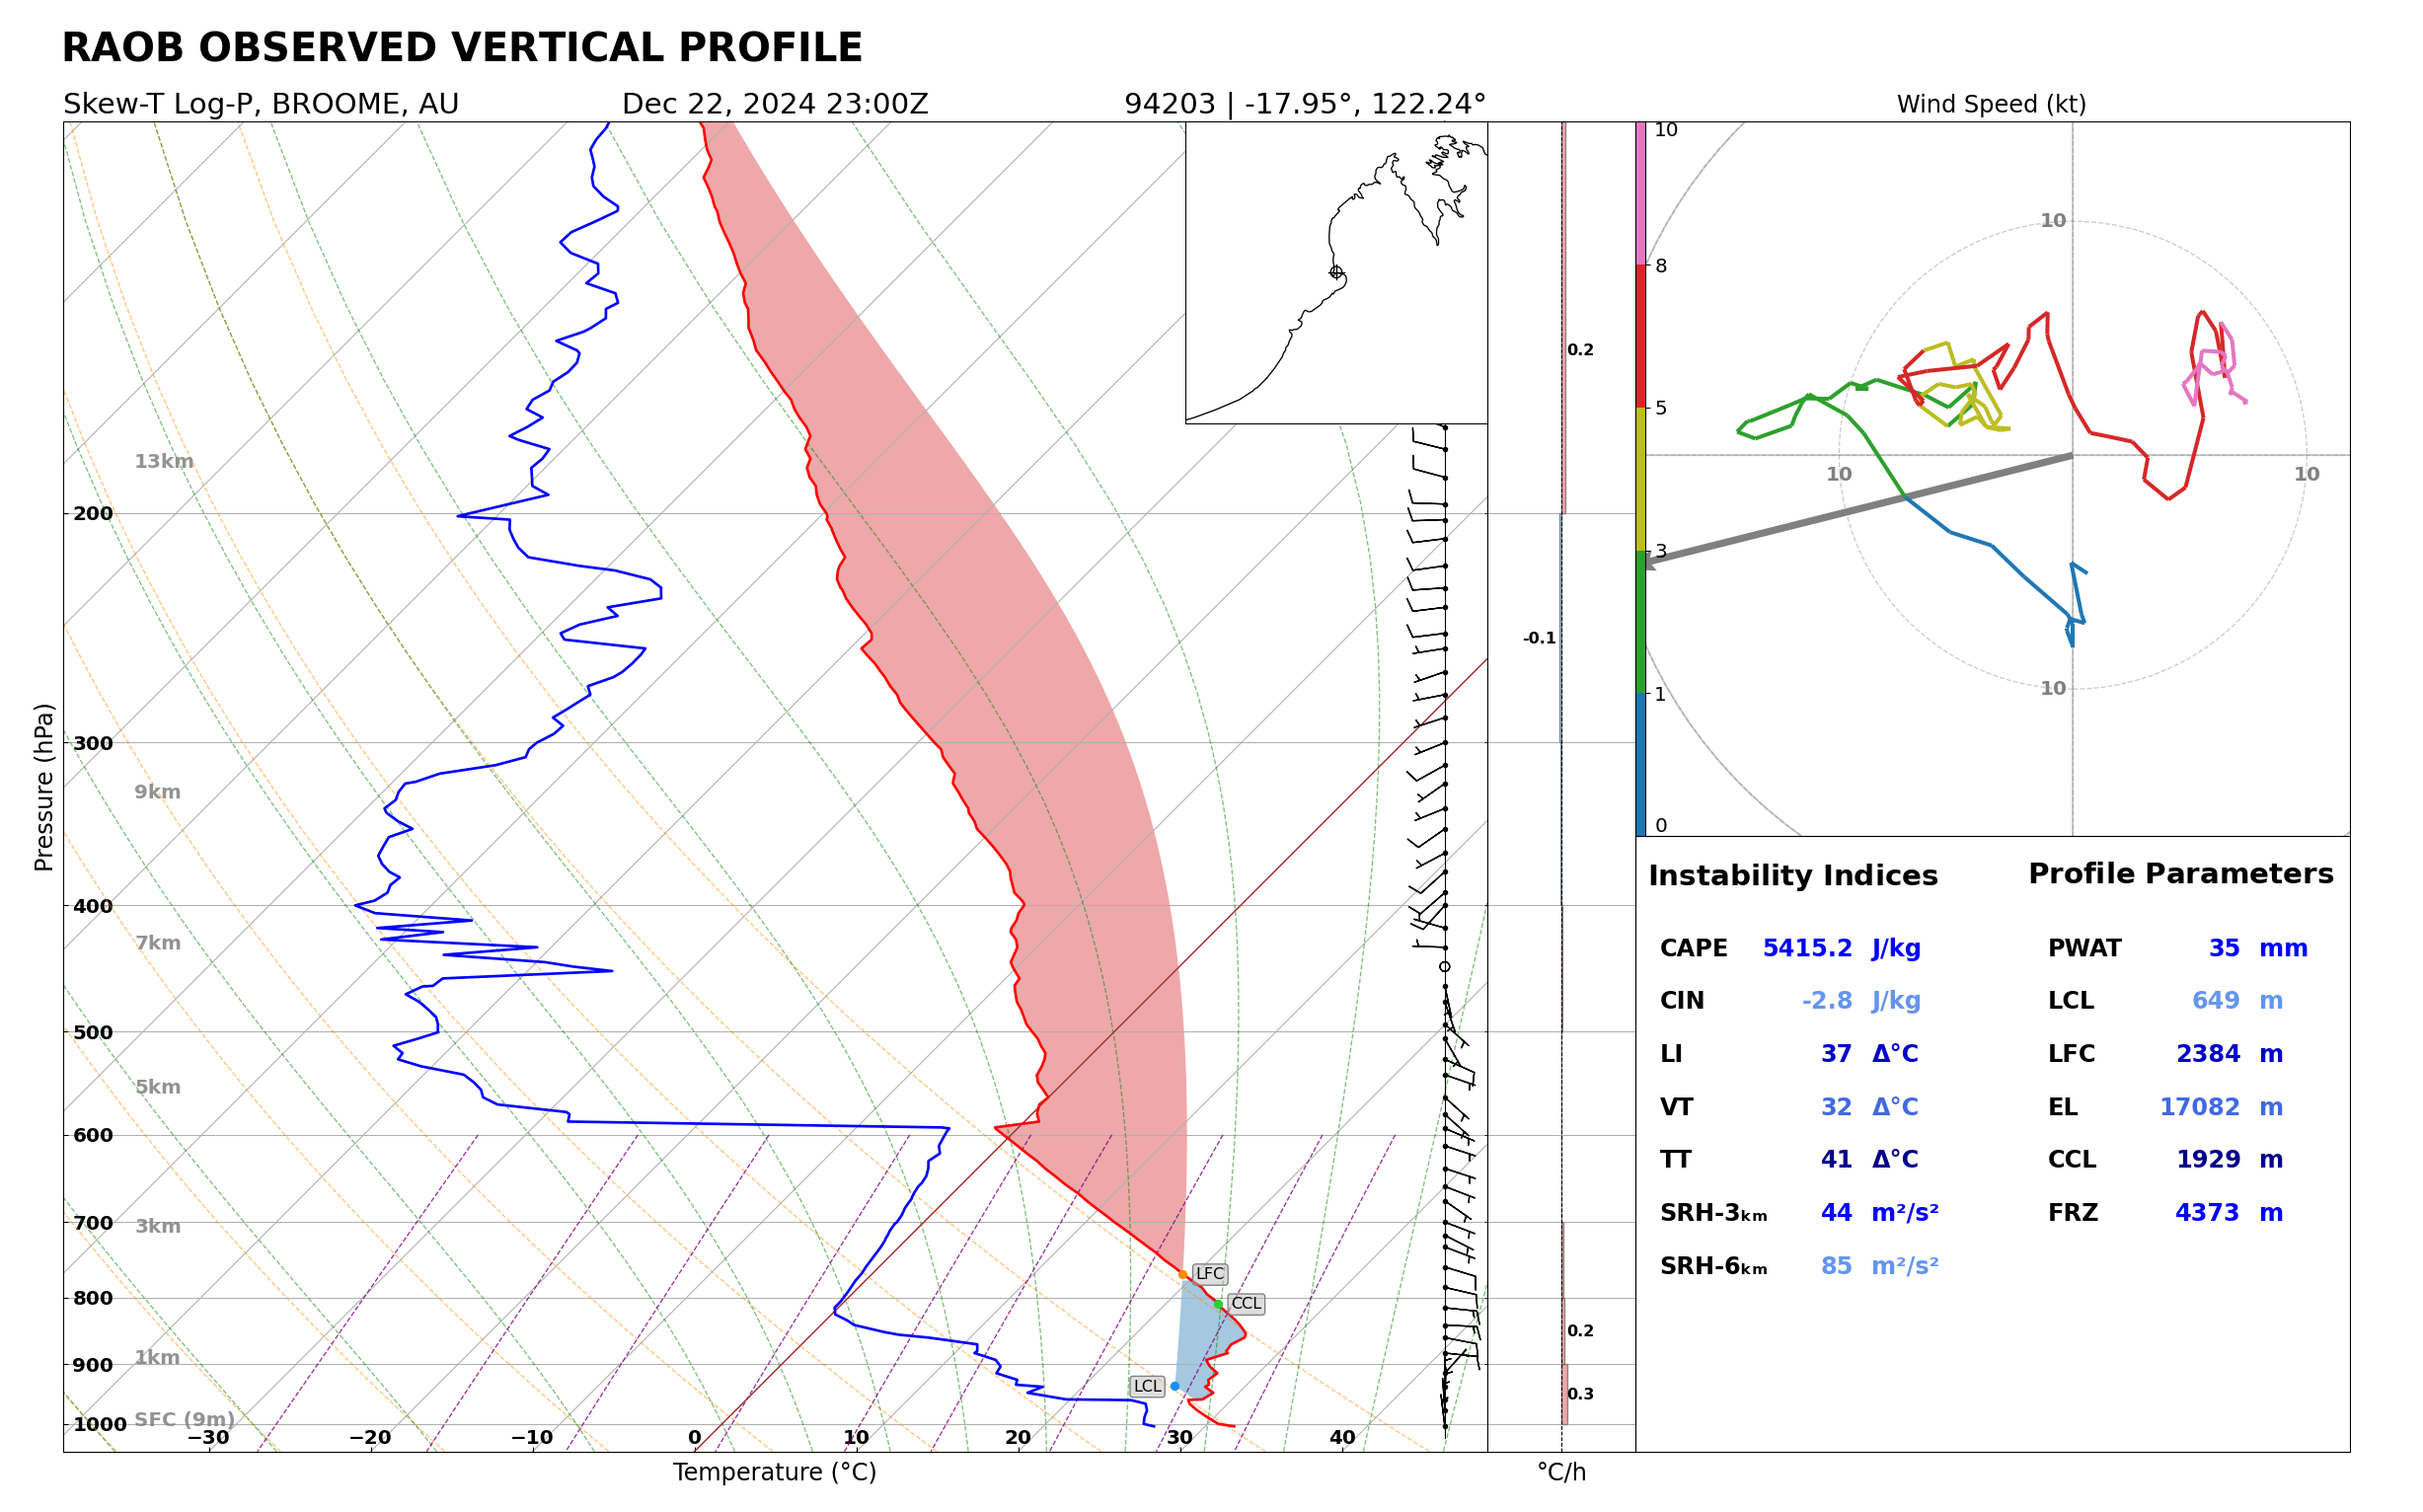 RAOB OBSERVED VERTICAL PROFILE
Skew-T Log-P, BROOME, AU
Dec 22, 2024 23:00Z
94203 | -17.95°, 122.24°
Wind Speed (kt)
Pressure (hPa)
200
300
400
500
600
700
800
900
1000
13km
9km
7km
5km
3km
1km
SFC (9m)
LFC
CCL
LCL
−30
−20
−10
0
10
20
30
40
Temperature (°C)
0.2
-0.1
0.2
0.3
°C/h
10
8
5
3
1
0
10
10
10
10
Instability Indices
CAPE 5415.2 J/kg
CIN -2.8 J/kg
LI 37 Δ°C
VT 32 Δ°C
TT 41 Δ°C
SRH-3ₖₘ 44 m²/s²
SRH-6ₖₘ 85 m²/s²
Profile Parameters
PWAT 35 mm
LCL 649 m
LFC 2384 m
EL 17082 m
CCL 1929 m
FRZ 4373 m